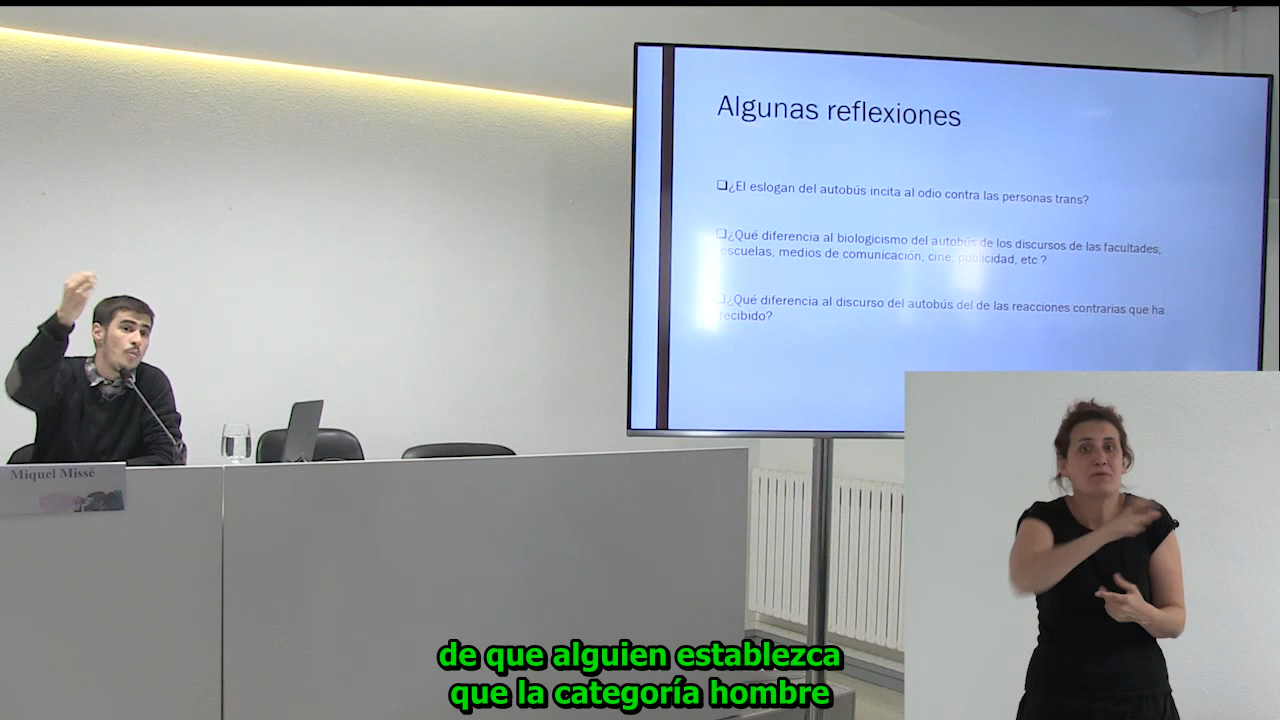 Algunas reflexiones
❑¿El eslogan del autobús incita al odio contra las personas trans?
❑¿Qué diferencia al biologicismo del autobús de los discursos de las facultades,
escuelas, medios de comunicación, cine, publicidad, etc ?
❑¿Qué diferencia al discurso del autobús del de las reacciones contrarias que ha
recibido?
Miquel Missé
de que alguien establezca
que la categoría hombre